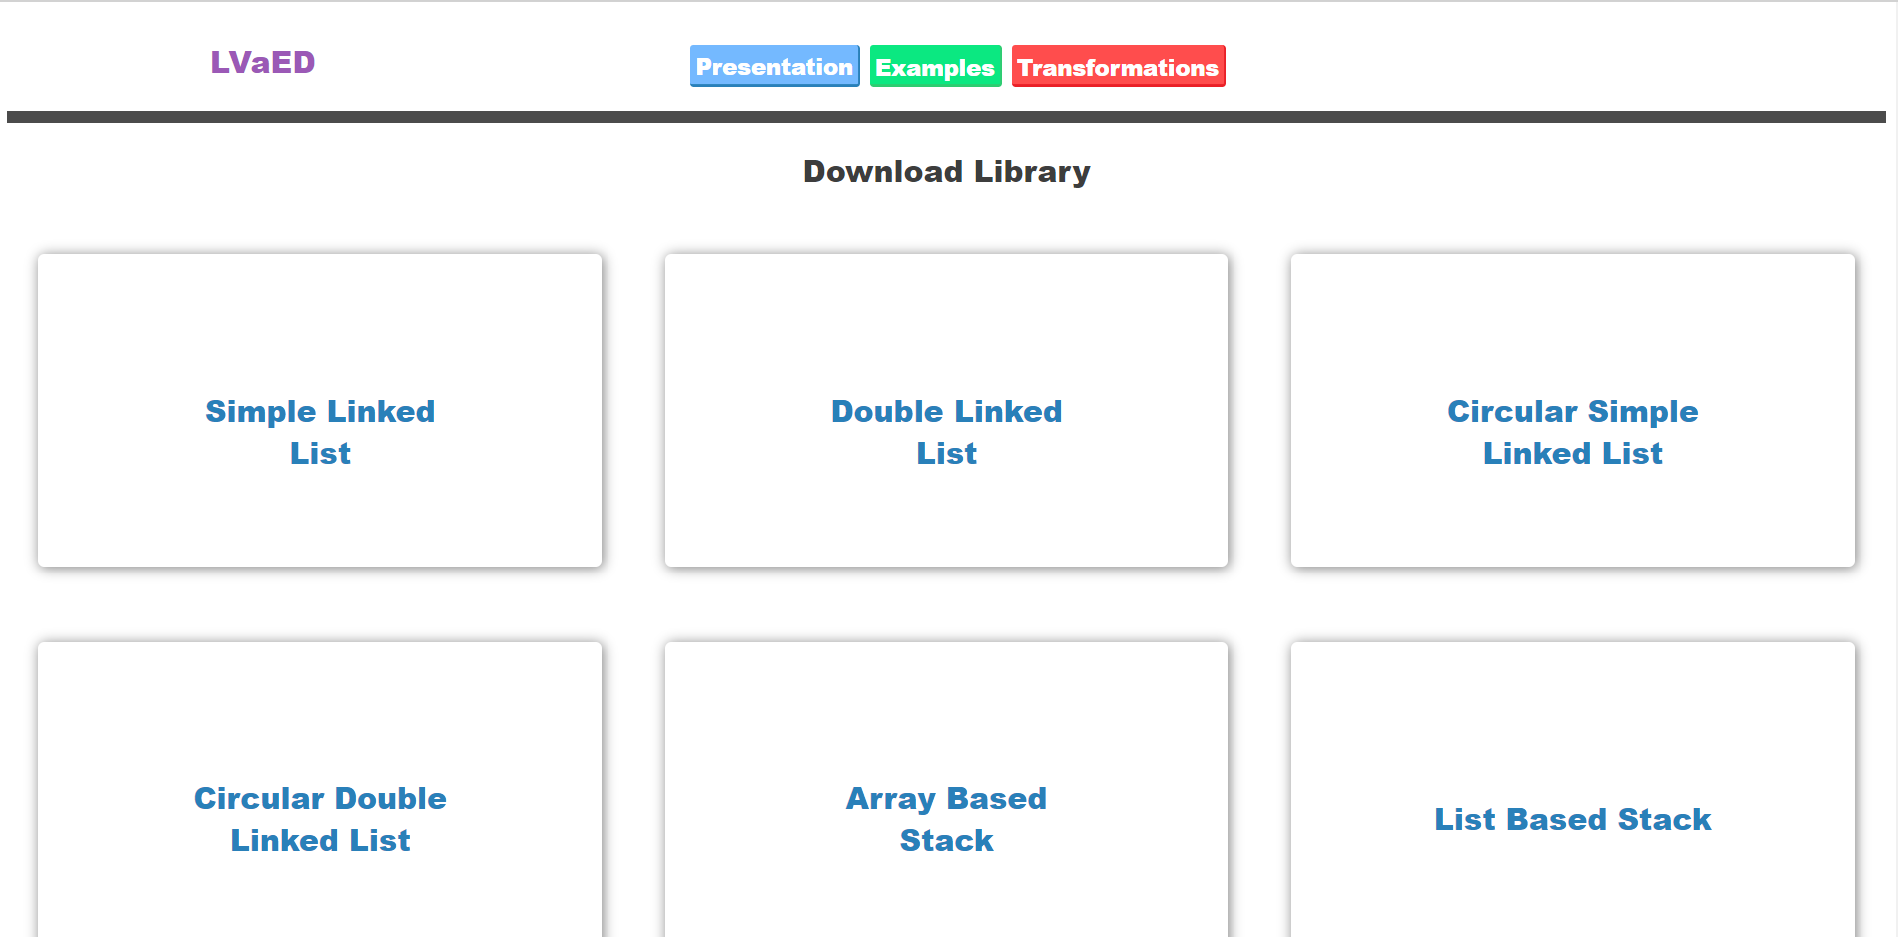 LVaED
Presentation
Examples
Transformations
Download Library
Simple Linked
List
Double Linked
List
Circular Simple
Linked List
Circular Double
Linked List
Array Based
Stack
List Based Stack